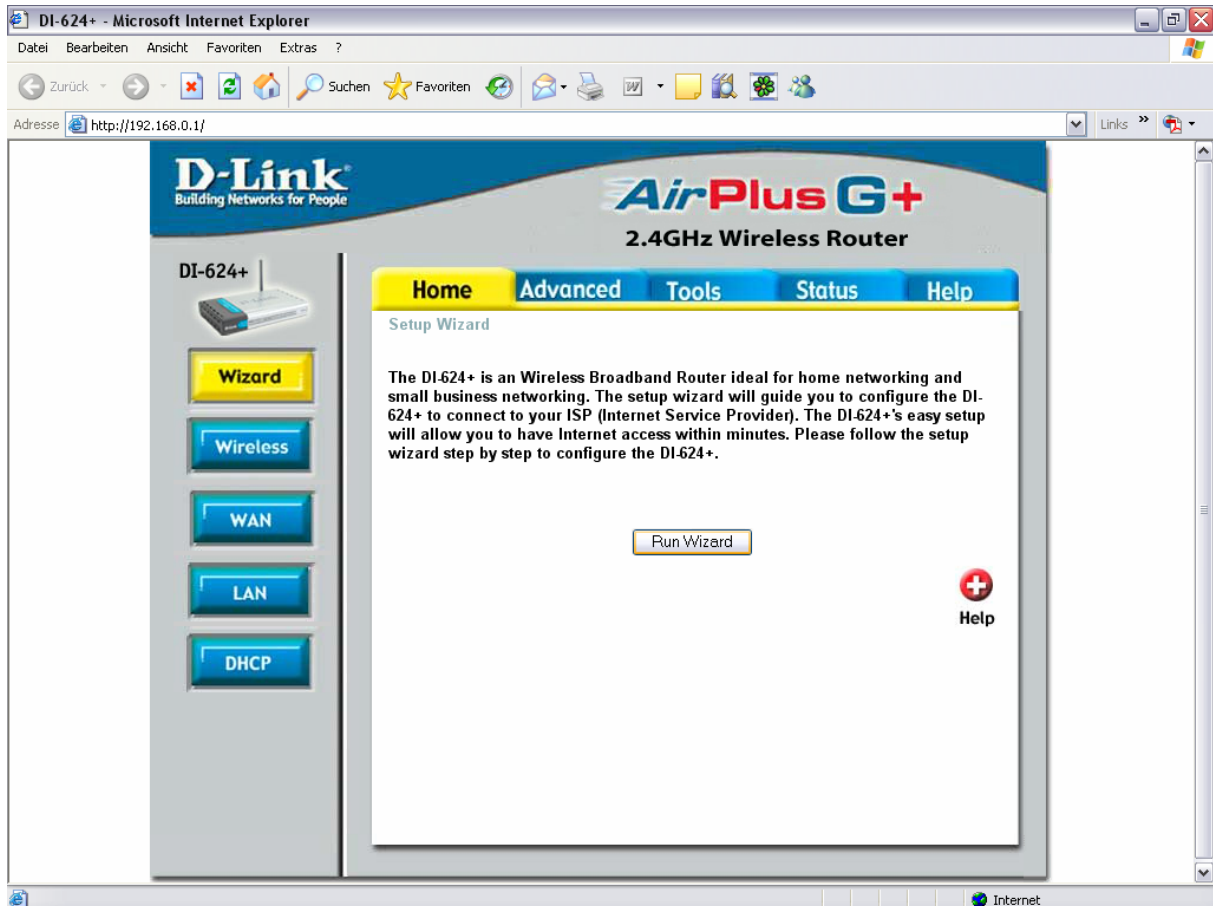 DI-624+ - Microsoft Internet Explorer
Datei Bearbeiten Ansicht Favoriten Extras ?
Zurück Suchen Favoriten
Adresse http://192.168.0.1/ Links »
D-Link
Building Networks for People
AirPlus G+
2.4GHz Wireless Router
DI-624+
Home Advanced Tools Status Help
Setup Wizard
Wizard
Wireless
WAN
LAN
DHCP
The DI-624+ is an Wireless Broadband Router ideal for home networking and
small business networking. The setup wizard will guide you to configure the DI-
624+ to connect to your ISP (Internet Service Provider). The DI-624+'s easy setup
will allow you to have Internet access within minutes. Please follow the setup
wizard step by step to configure the DI-624+.
Run Wizard
Help
Internet